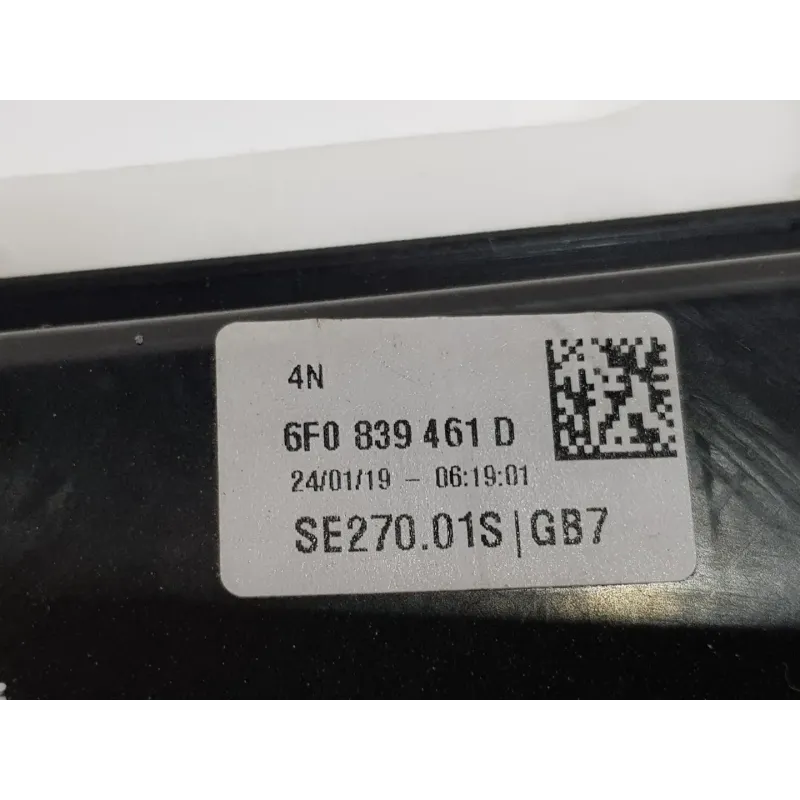 4N
6F0 839 461 D
24/01/19 - 06:19:01
SE270.01S|GB7